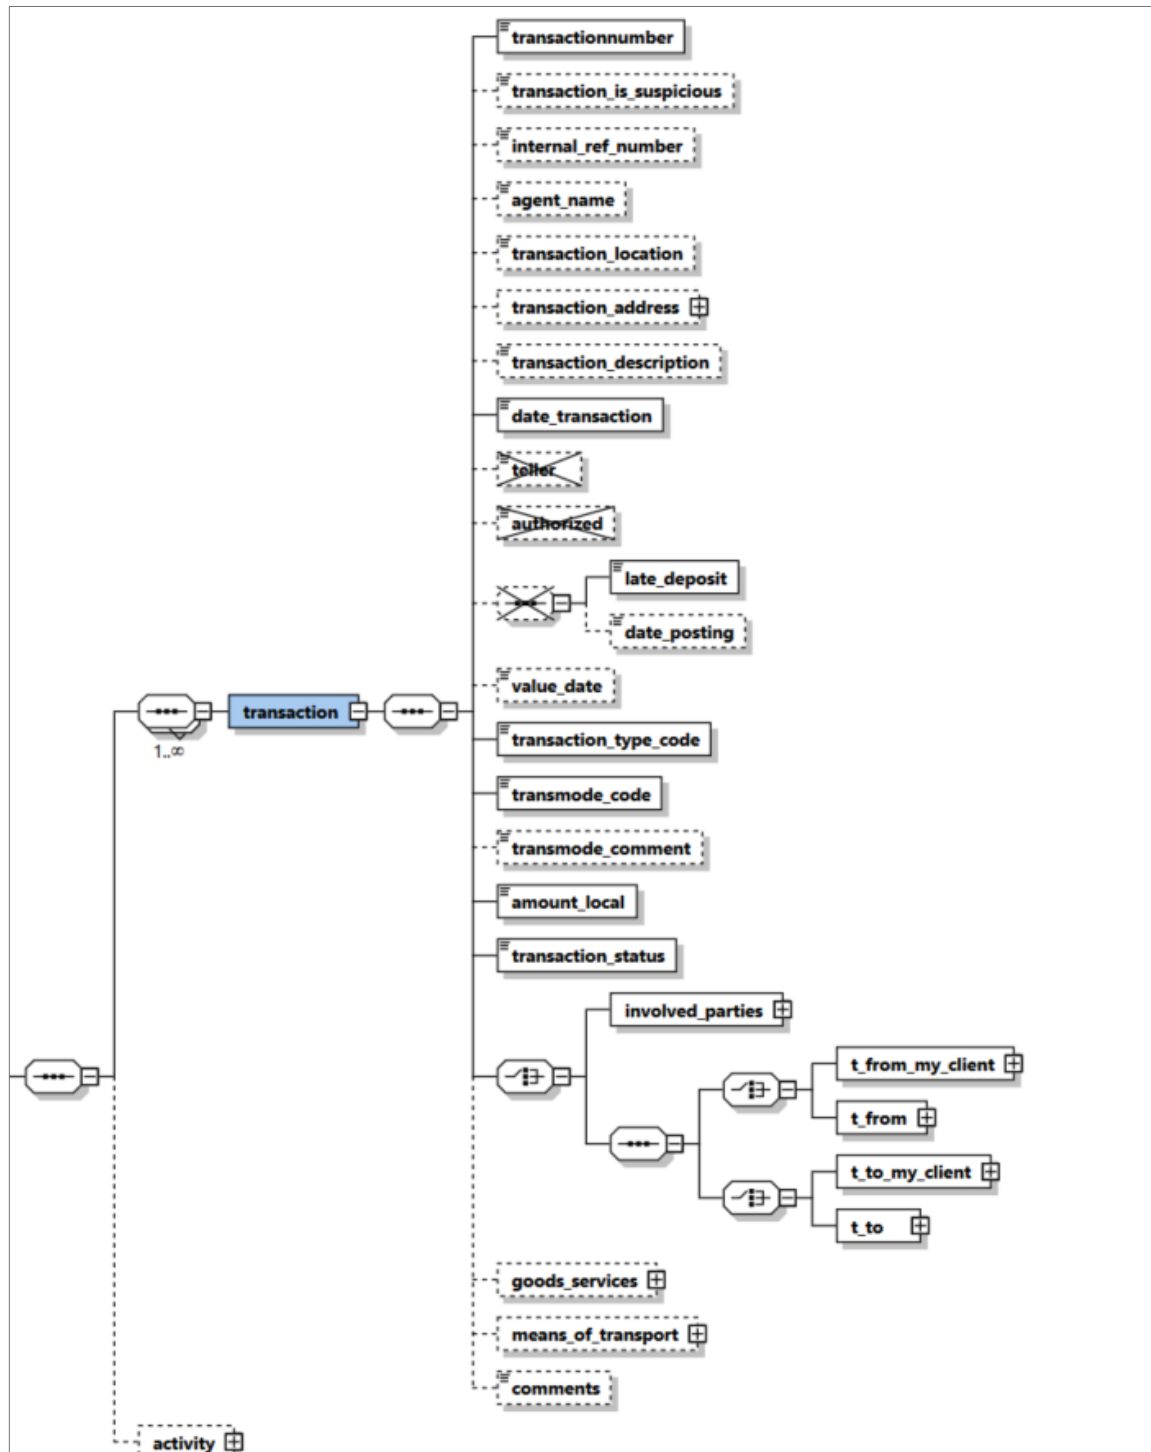 transactionnumber
transaction_is_suspicious
internal_ref_number
agent_name
transaction_location
transaction_address
transaction_description
date_transaction
teller
authorized
late_deposit
date_posting
value_date
transaction
1..∞
transaction_type_code
transmode_code
transmode_comment
amount_local
transaction_status
involved_parties
t_from_my_client
t_from
t_to_my_client
t_to
goods_services
means_of_transport
comments
activity